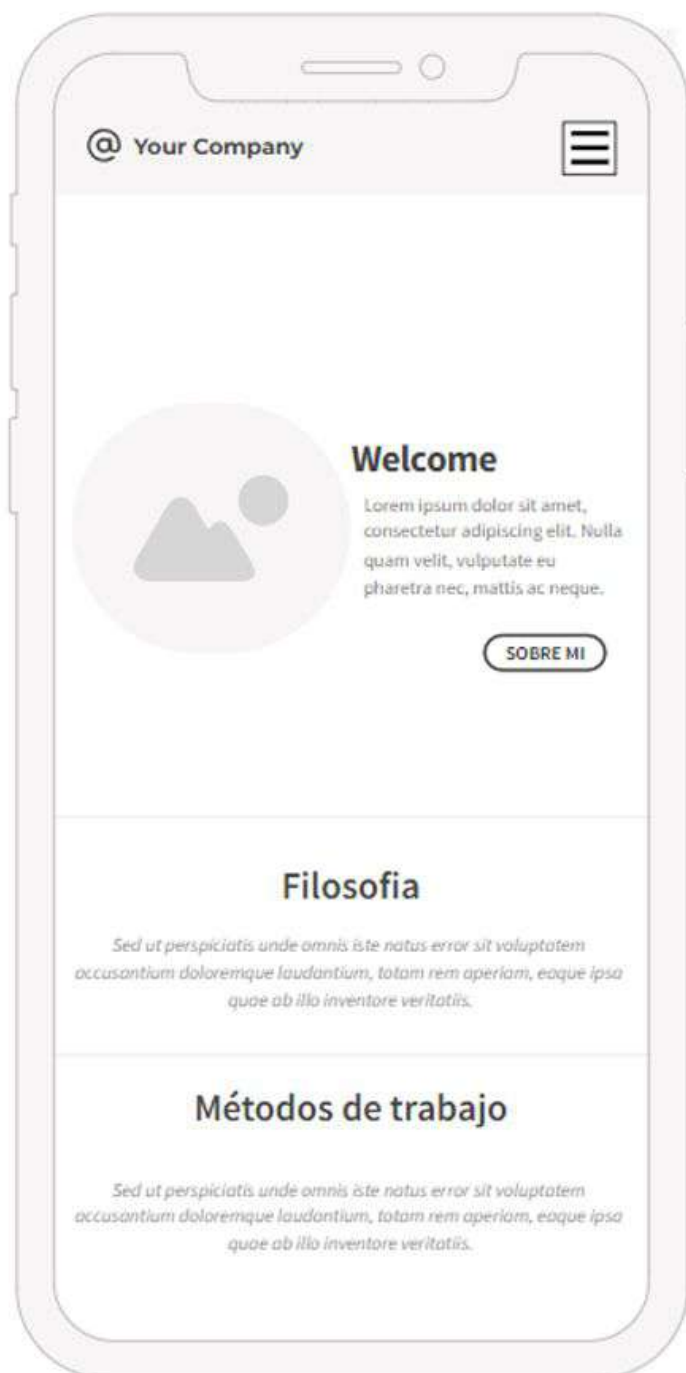 @ Your Company
Welcome
Lorem ipsum dolor sit amet,
consectetur adipiscing elit. Nulla
quam velit, vulputate eu
pharetra nec, mattis ac neque.
SOBRE MI
Filosofia
Sed ut perspiciatis unde omnis iste natus error sit voluptatem
accusantium doloremque laudantium, totam rem aperiam, eaque ipsa
quae ab illo inventore veritatiis.
Métodos de trabajo
Sed ut perspiciatis unde omnis iste natus error sit voluptatem
accusantium doloremque laudantium, totam rem aperiam, eaque ipsa
quae ab illo inventore veritatiis.